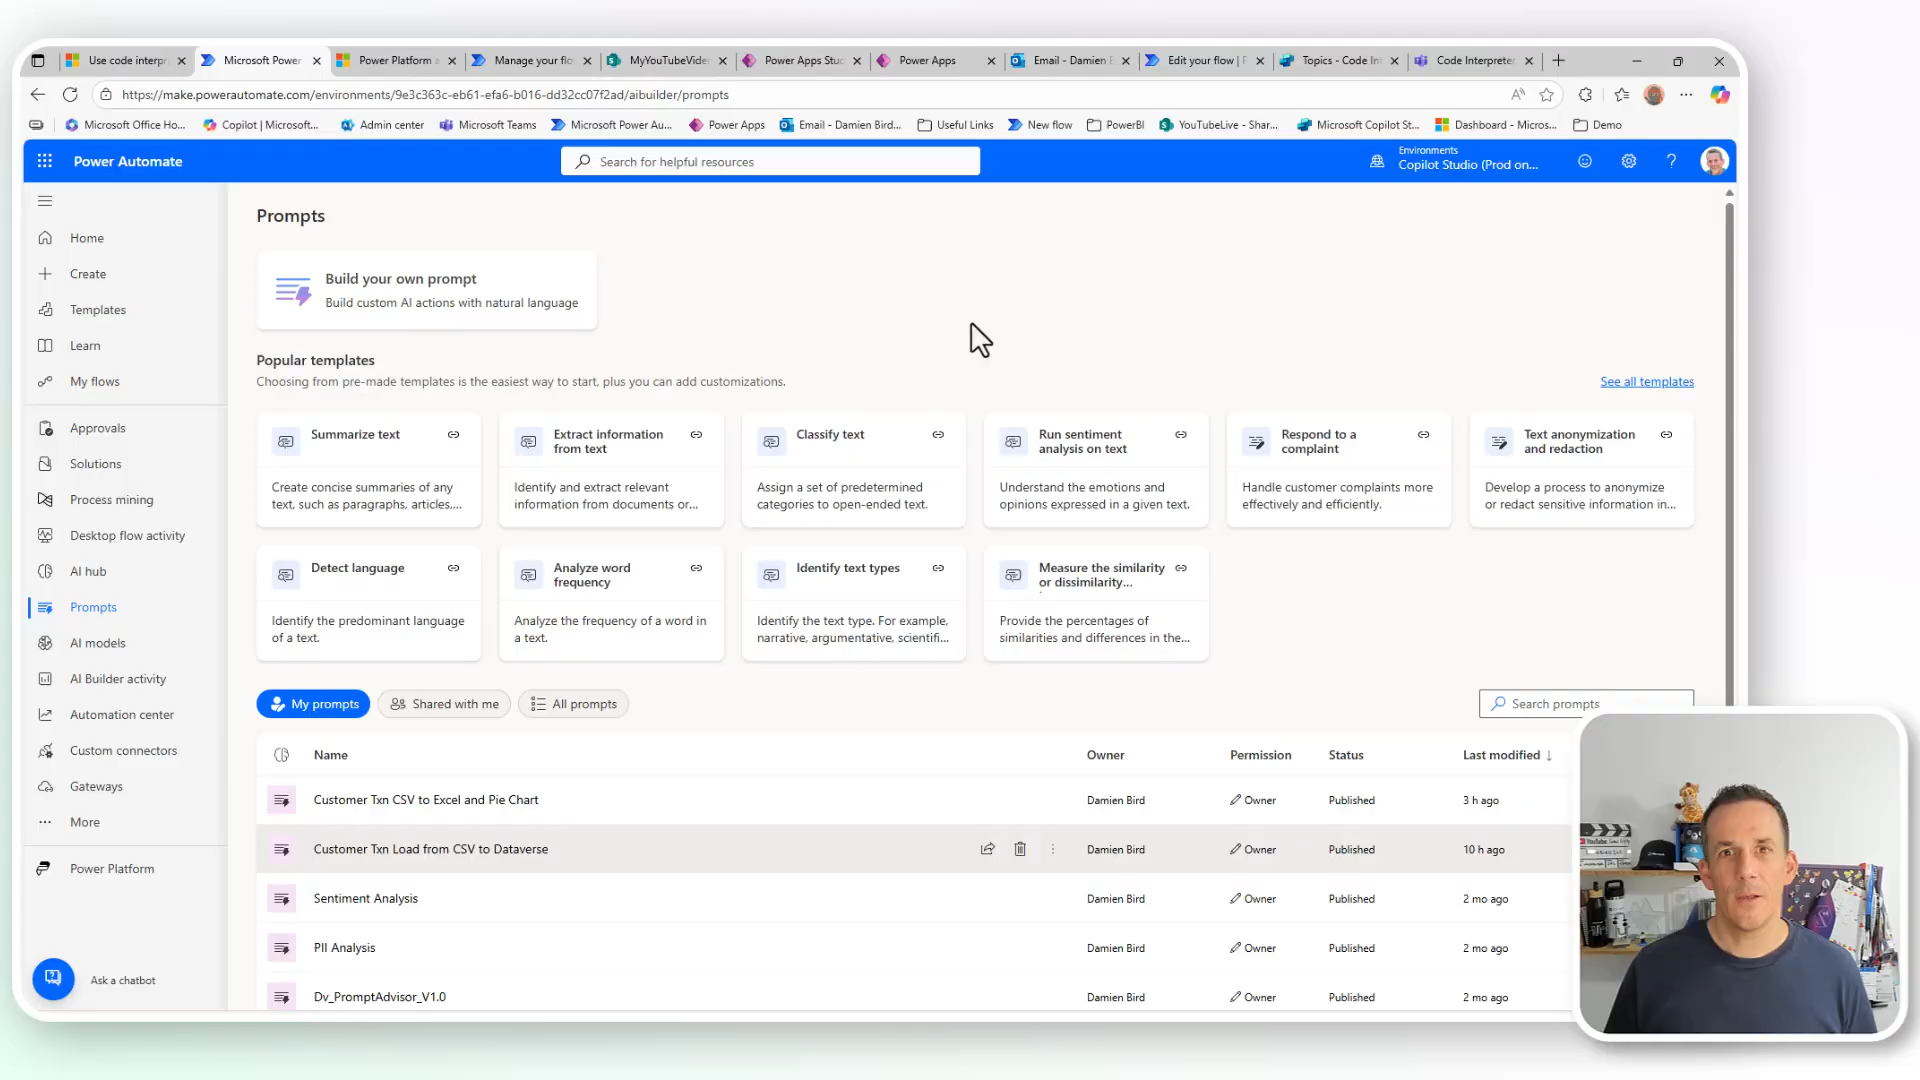 Use code interpr
Microsoft Power
Power Platform a
Manage your flo
MyYouTubeVide
Power Apps Stu
Power Apps
Email - Damien B
Edit your flow | P
Topics - Code In
Code Interprete
https://make.powerautomate.com/environments/9e3c363c-eb61-efa6-b016-dd32cc07f2ad/aibuilder/prompts
Microsoft Office Ho...
Copilot | Microsoft...
Admin center
Microsoft Teams
Microsoft Power Au...
Power Apps
Email - Damien Bird...
Useful Links
New flow
PowerBI
YouTubeLive - Shar...
Microsoft Copilot St...
Dashboard - Micros...
Demo
Power Automate
Search for helpful resources
Environments
Copilot Studio (Prod on...
Home
Create
Templates
Learn
My flows
Approvals
Solutions
Process mining
Desktop flow activity
AI hub
Prompts
AI models
AI Builder activity
Automation center
Custom connectors
Gateways
More
Power Platform
Ask a chatbot
Prompts
Build your own prompt
Build custom AI actions with natural language
Popular templates
Choosing from pre-made templates is the easiest way to start, plus you can add customizations.
See all templates
Summarize text
Create concise summaries of any
text, such as paragraphs, articles,...
Extract information
from text
Identify and extract relevant
information from documents or...
Classify text
Assign a set of predetermined
categories to open-ended text.
Run sentiment
analysis on text
Understand the emotions and
opinions expressed in a given text.
Respond to a
complaint
Handle customer complaints more
effectively and efficiently.
Text anonymization
and redaction
Develop a process to anonymize
or redact sensitive information in...
Detect language
Identify the predominant language
of a text.
Analyze word
frequency
Analyze the frequency of a word in
a text.
Identify text types
Identify the text type. For example,
narrative, argumentative, scientifi...
Measure the similarity
or dissimilarity...
Provide the percentages of
similarities and differences in the...
My prompts
Shared with me
All prompts
Search prompts
Name Owner Permission Status Last modified
Customer Txn CSV to Excel and Pie Chart Damien Bird Owner Published 3 h ago
Customer Txn Load from CSV to Dataverse Damien Bird Owner Published 10 h ago
Sentiment Analysis Damien Bird Owner Published 2 mo ago
PII Analysis Damien Bird Owner Published 2 mo ago
Dv_PromptAdvisor_V1.0 Damien Bird Owner Published 2 mo ago